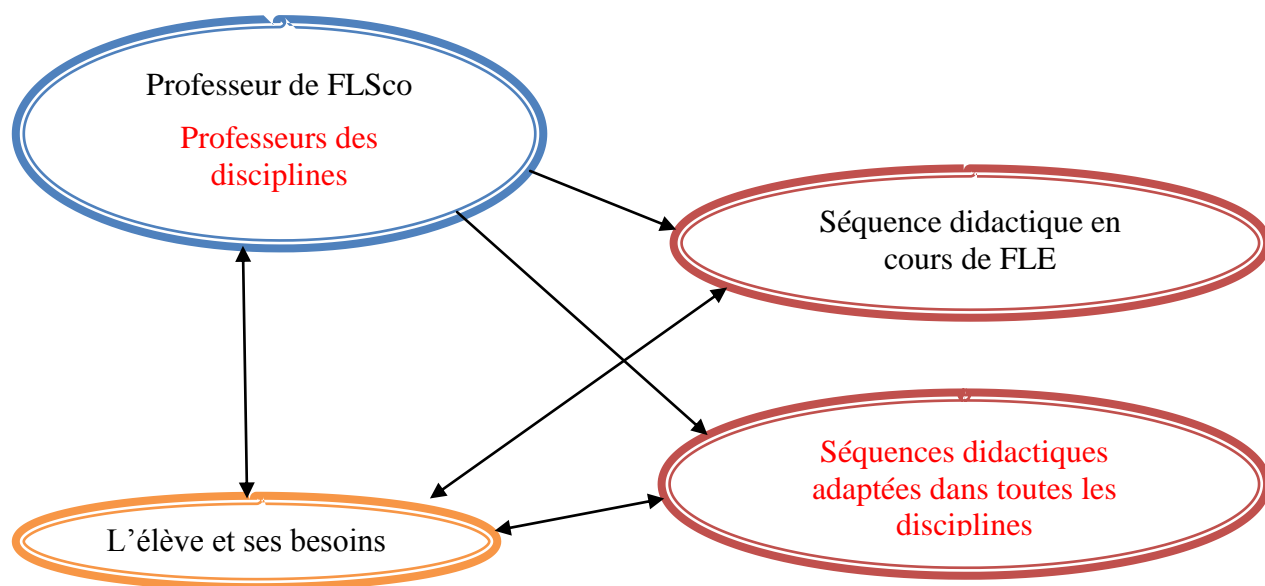 Professeur de FLSco
Professeurs des
disciplines
Séquence didactique en
cours de FLE
Séquences didactiques
adaptées dans toutes les
disciplines
L’élève et ses besoins